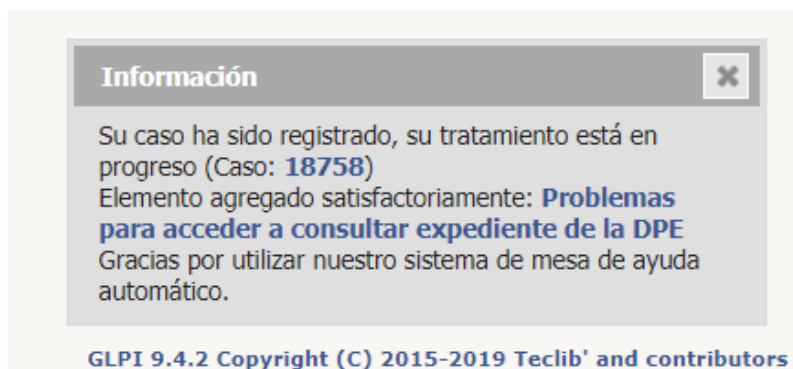 Información
Su caso ha sido registrado, su tratamiento está en
progreso (Caso: 18758)
Elemento agregado satisfactoriamente: Problemas
para acceder a consultar expediente de la DPE
Gracias por utilizar nuestro sistema de mesa de ayuda
automático.
GLPI 9.4.2 Copyright (C) 2015-2019 Teclib' and contributors